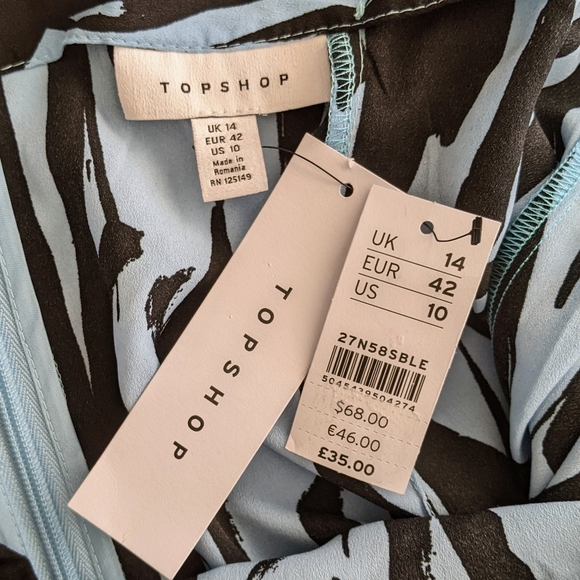 TOPSHOP
UK 14
EUR 42
US 10
Made in
Romania
RN 125149
TOPSHOP
UK 14
EUR 42
US 10
27N58SBLE
5045439504274
$68.00
€46.00
£35.00